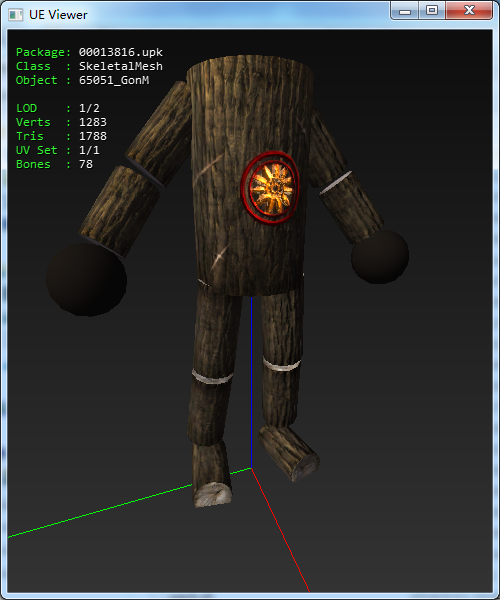 UE Viewer
Package: 00013816.upk
Class : SkeletalMesh
Object : 65051_GonM
LOD : 1/2
Verts : 1283
Tris : 1788
UV Set : 1/1
Bones : 78